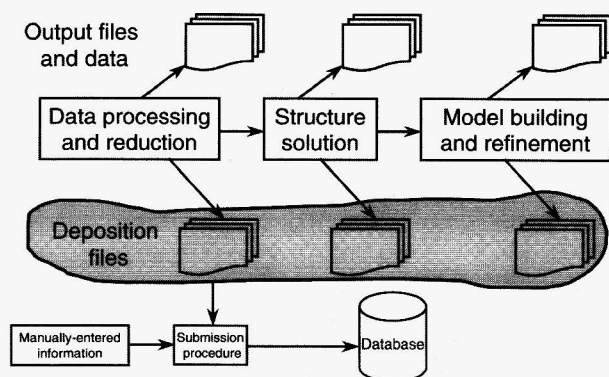 Output files
and data
Data processing
and reduction
Structure
solution
Model building
and refinement
Deposition
files
Manually-entered
information
Submission
procedure
Database